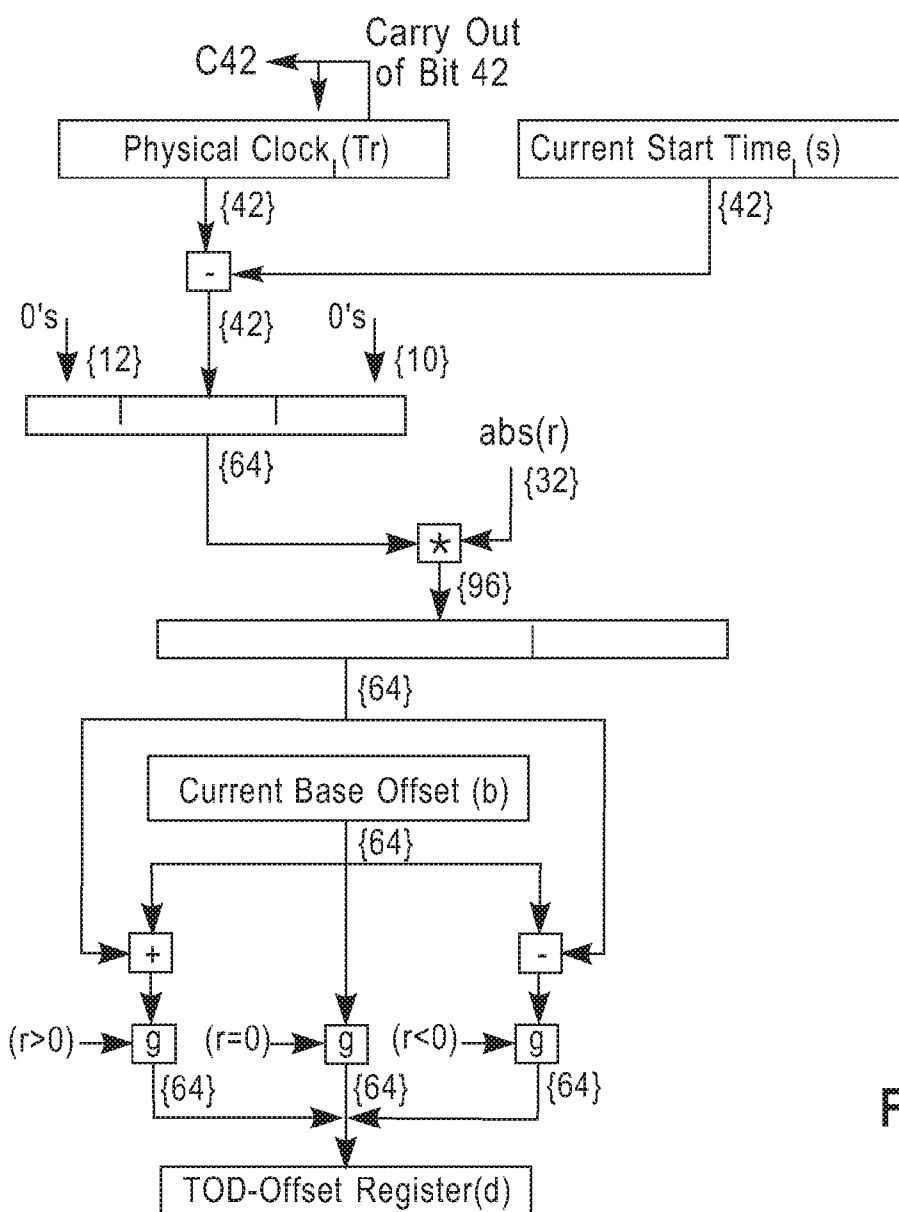 Carry Out
C42 of Bit 42
Physical Clock (Tr) Current Start Time (s)
{42} {42}
-
0's {42} 0's
{12} {10}
abs(r)
{64} {32}
*
{96}
{64}
Current Base Offset (b)
{64}
+ -
(r>0) g (r=0) g (r<0) g
{64} {64} {64}
F
TOD-Offset Register(d)